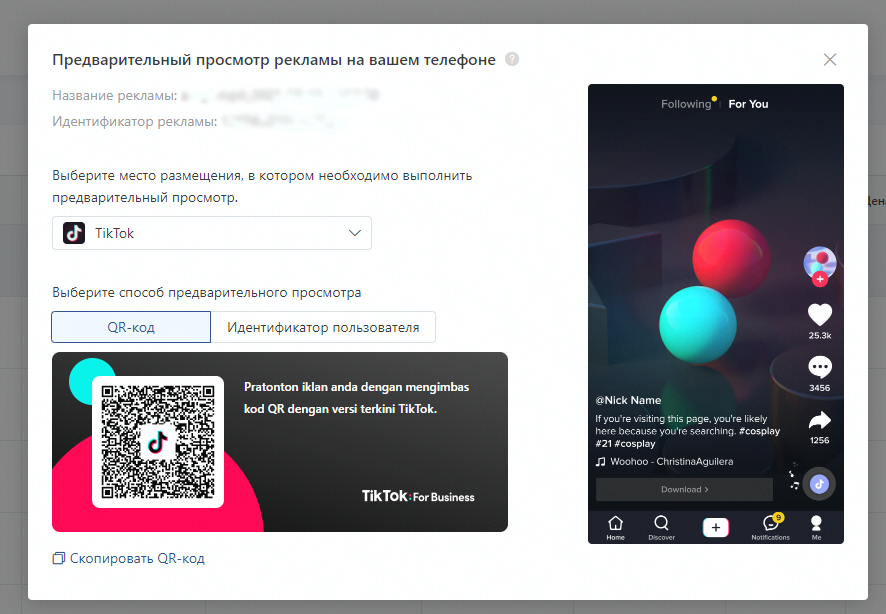 Предварительный просмотр рекламы на вашем телефоне ?
Название рекламы:
Идентификатор рекламы:
Выберите место размещения, в котором необходимо выполнить
предварительный просмотр.
TikTok
Выберите способ предварительного просмотра
QR-код
Идентификатор пользователя
Pratonton iklan anda dengan mengimbas
kod QR dengan versi terkini TikTok.
TikTok: For Business
Скопировать QR-код
Following
For You
25.3k
3456
1256
@Nick Name
If you're visiting this page, you're likely
here because you're searching. #cosplay
#21 #cosplay
Woohoo - ChristinaAguilera
Download >
Home
Discover
9
Notifications
Me